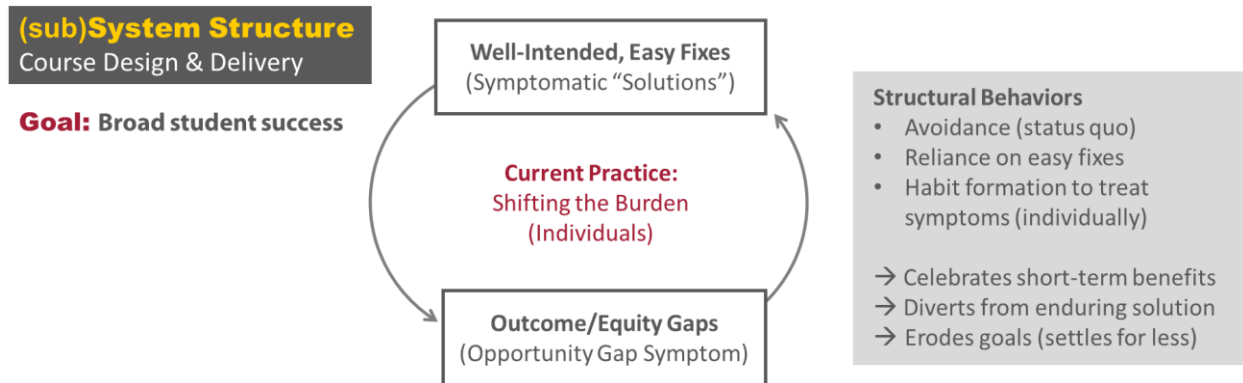 (sub)System Structure
Course Design & Delivery
Goal: Broad student success
Well-Intended, Easy Fixes
(Symptomatic “Solutions”)
Current Practice:
Shifting the Burden
(Individuals)
Outcome/Equity Gaps
(Opportunity Gap Symptom)
Structural Behaviors
• Avoidance (status quo)
• Reliance on easy fixes
• Habit formation to treat
symptoms (individually)
→ Celebrates short-term benefits
→ Diverts from enduring solution
→ Erodes goals (settles for less)